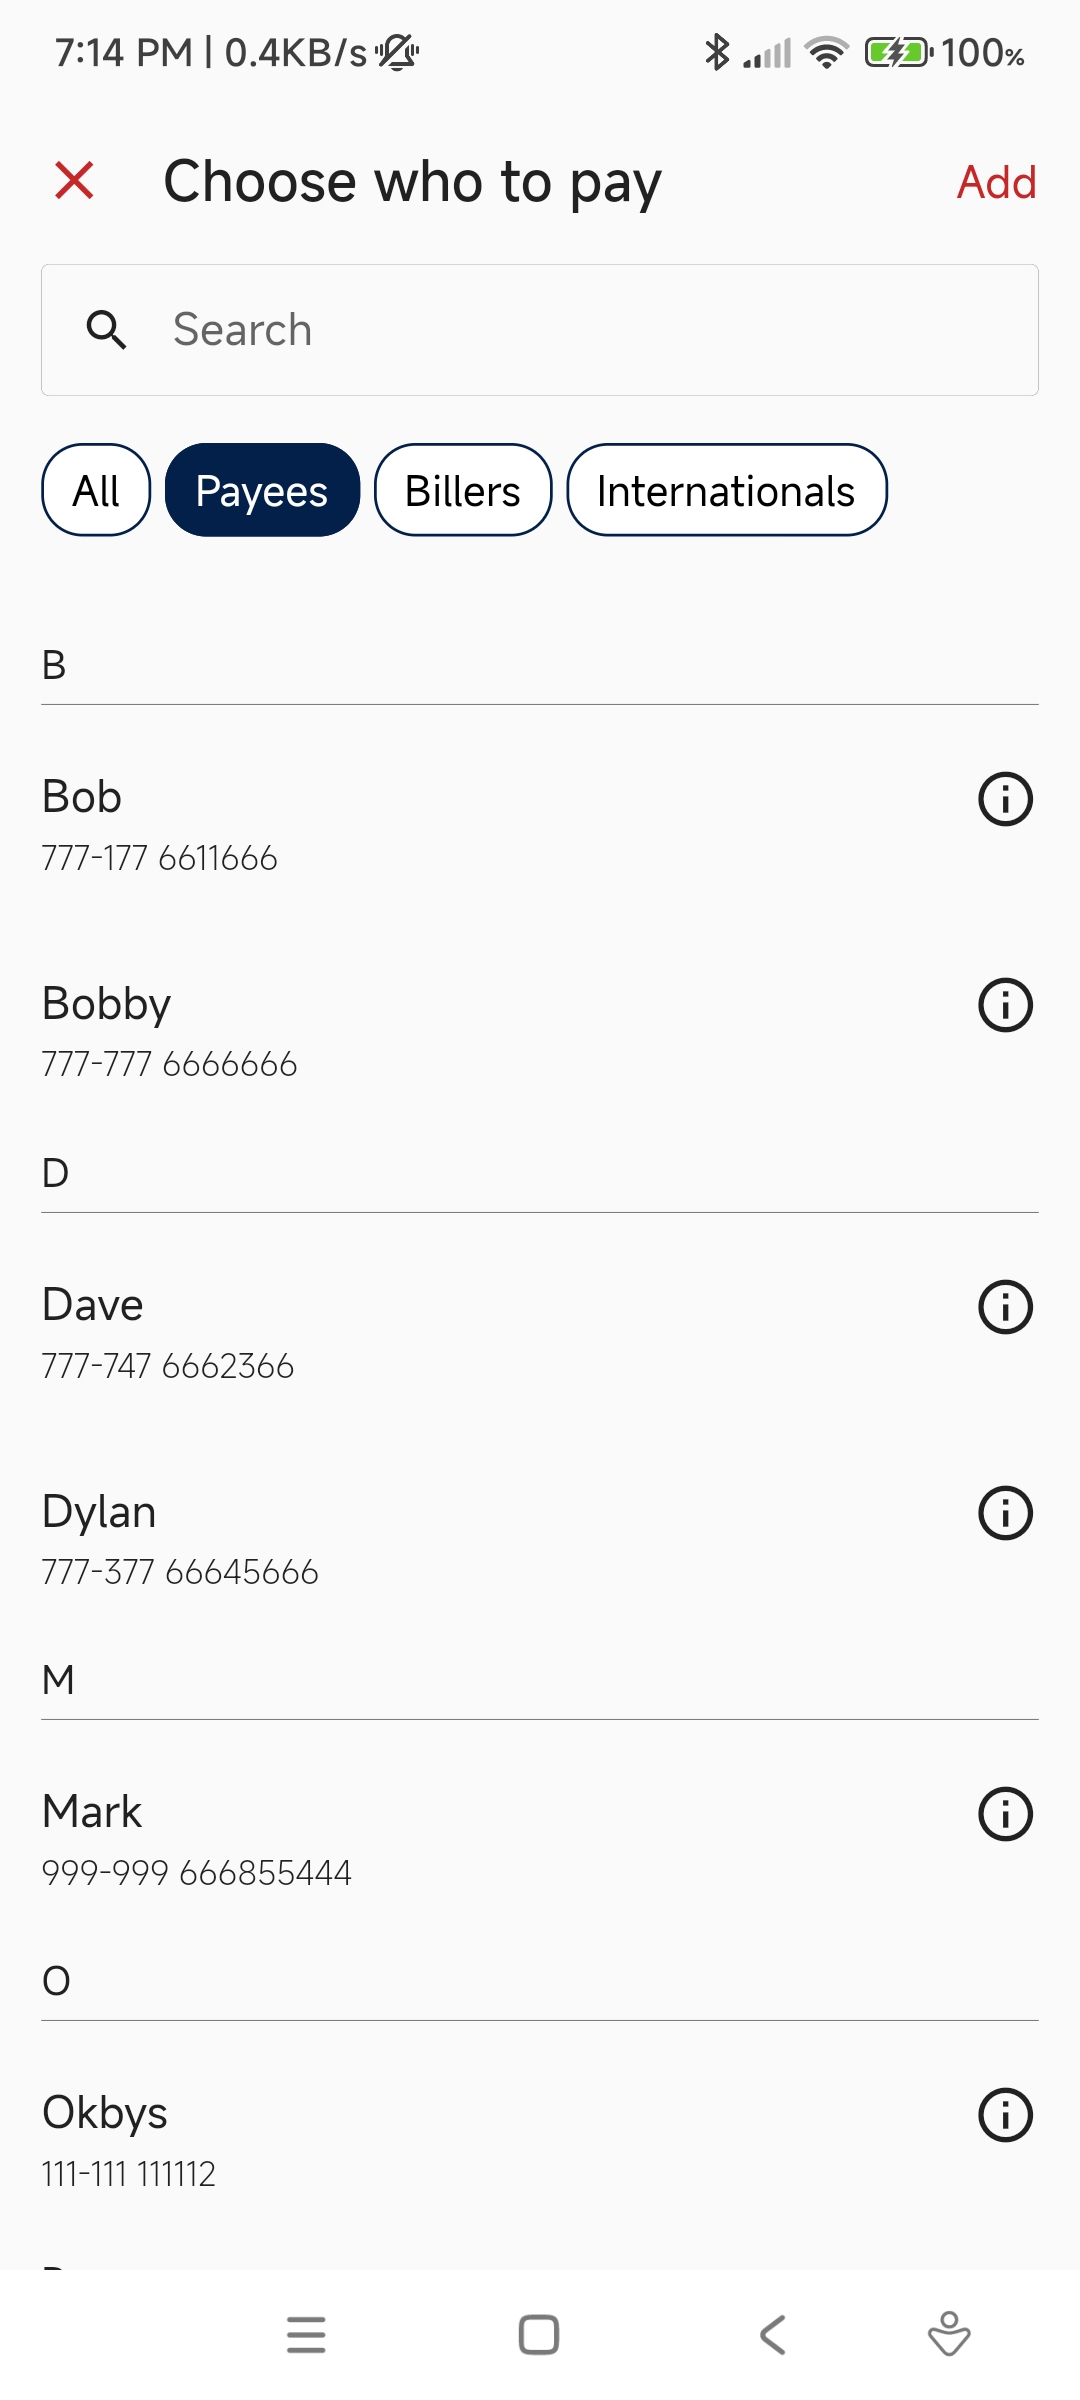 7:14 PM | 0.4KB/s 100%
Choose who to pay Add
Search
All Payees Billers Internationals
B
Bob
777-177 6611666
Bobby
777-777 6666666
D
Dave
777-747 6662366
Dylan
777-377 66645666
M
Mark
999-999 666855444
O
Okbys
111-111 111112